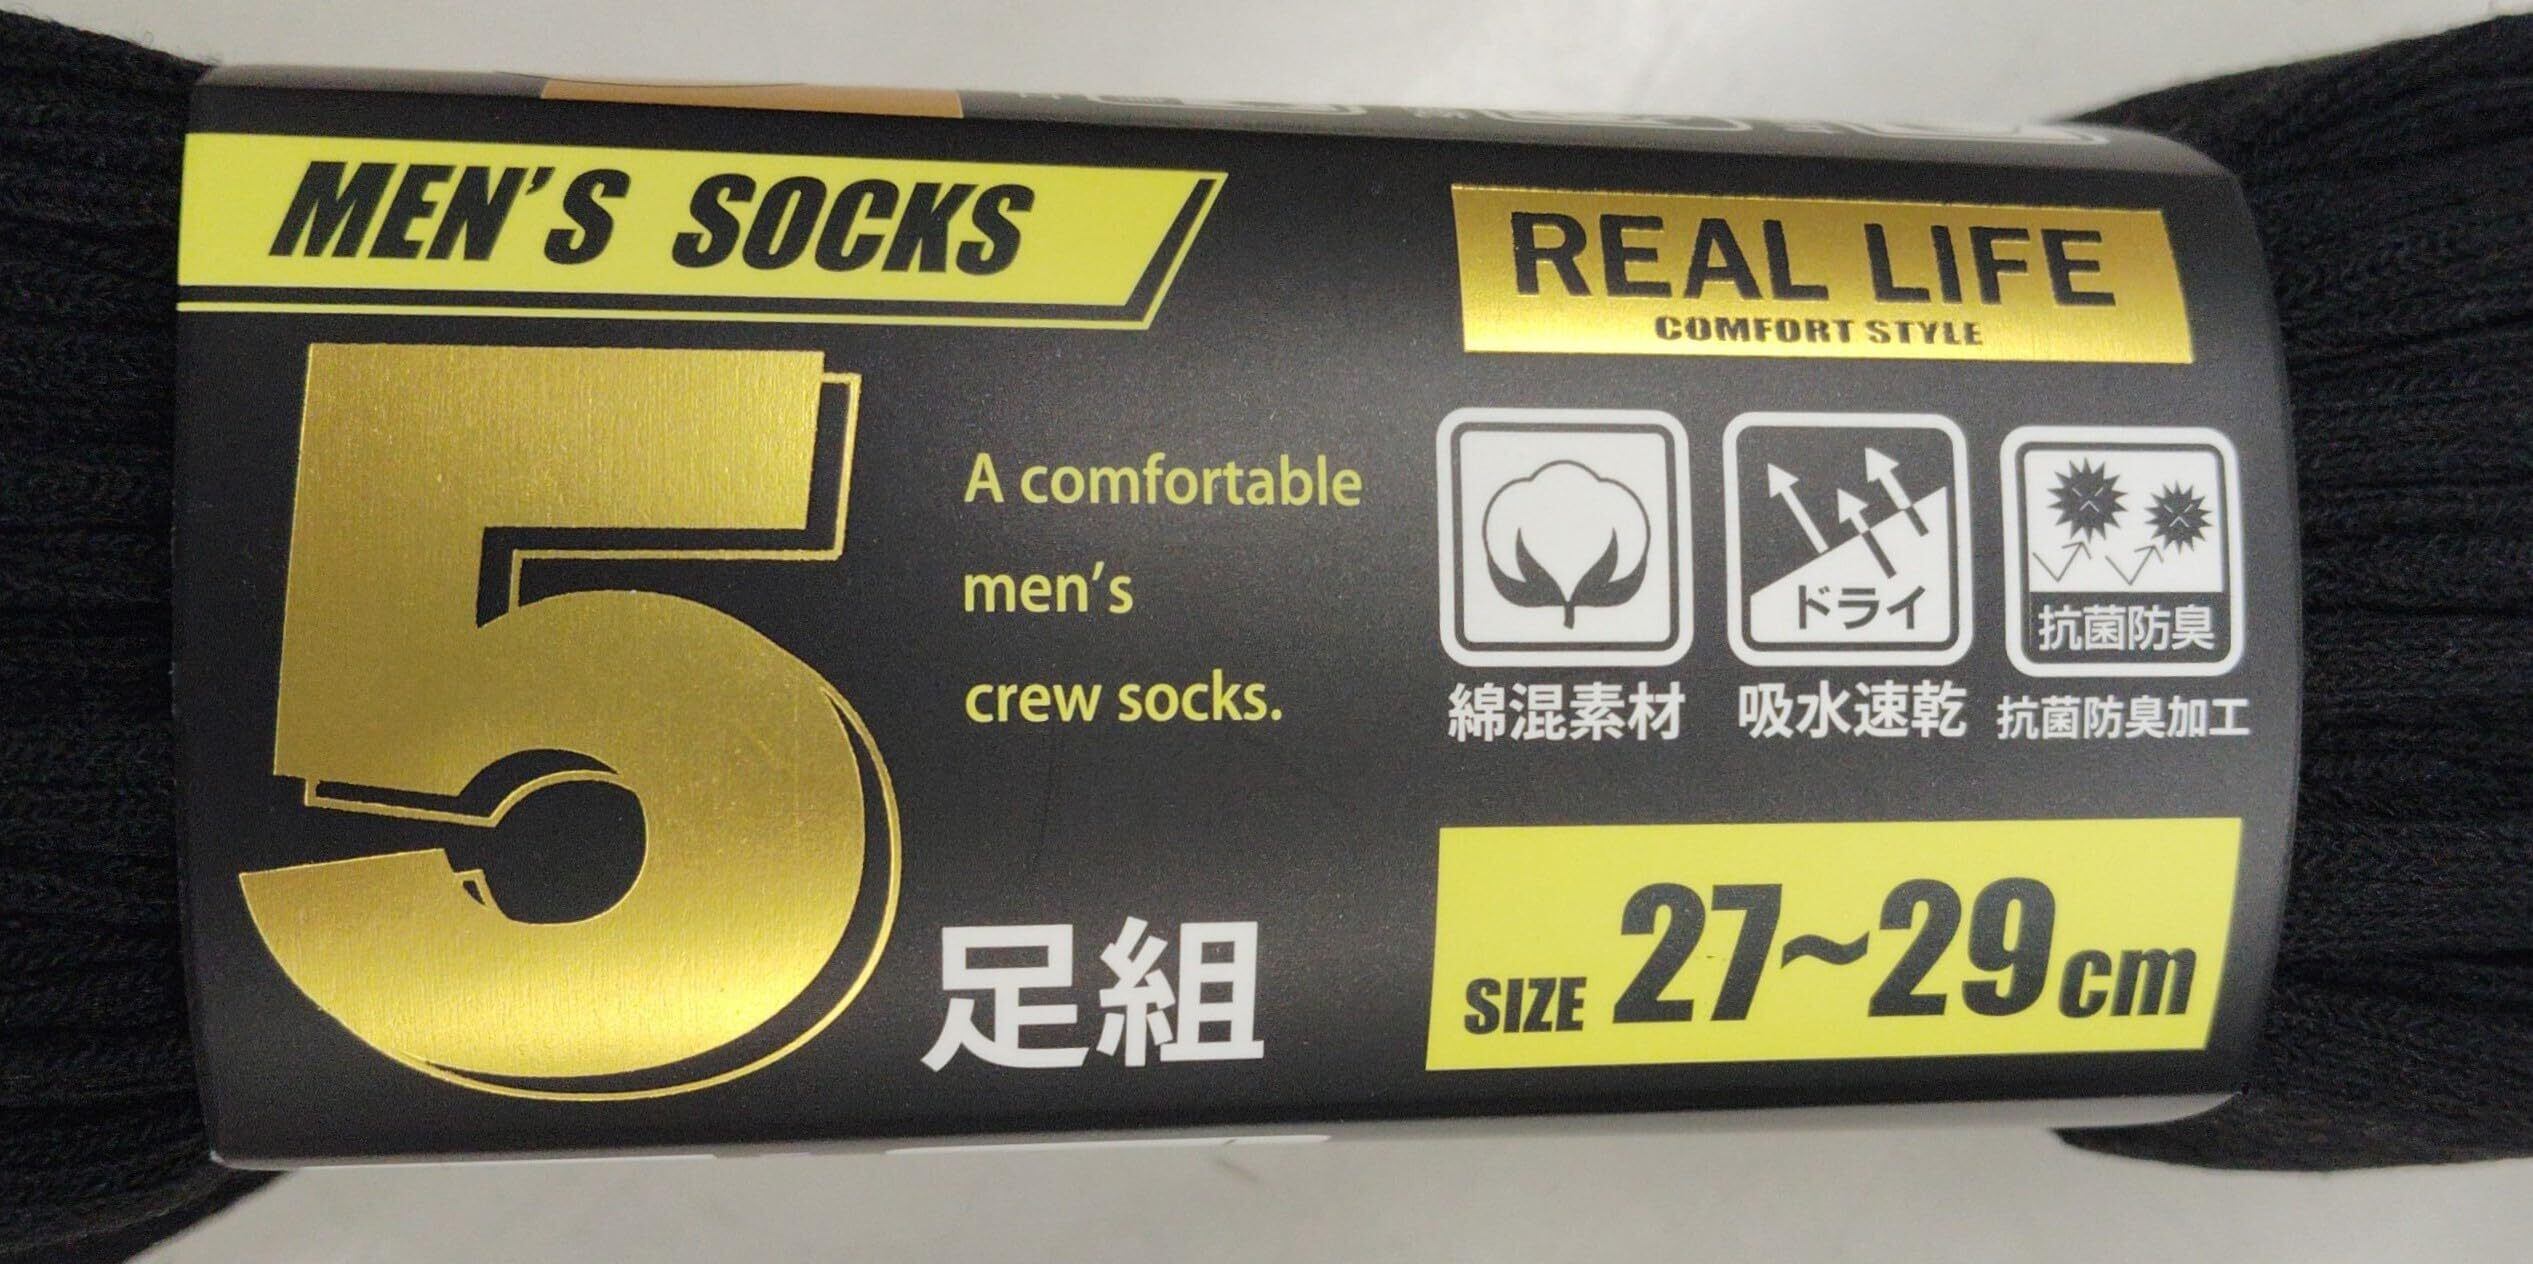 MEN'S SOCKS
REAL LIFE
COMFORT STYLE
5足組
A comfortable
men's
crew socks.
ドライ
抗菌防臭
綿混素材
吸水速乾
抗菌防臭加工
SIZE 27~29cm